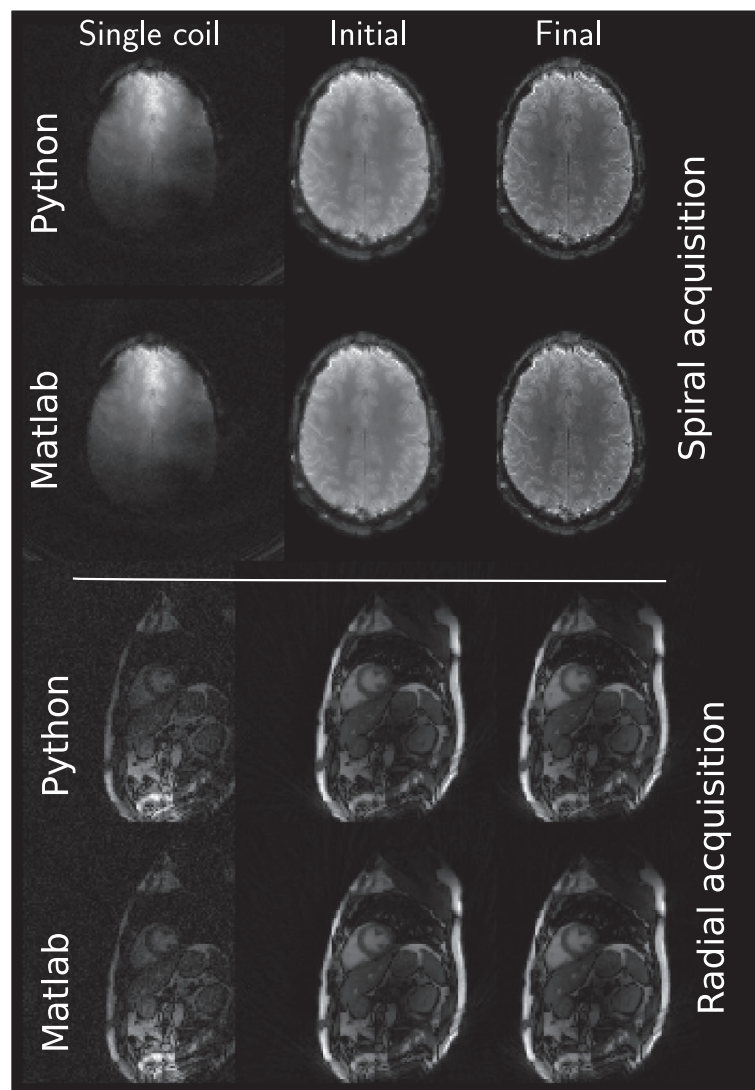 Single coil
Initial
Final
Python
Matlab
Spiral acquisition
Python
Matlab
Radial acquisition